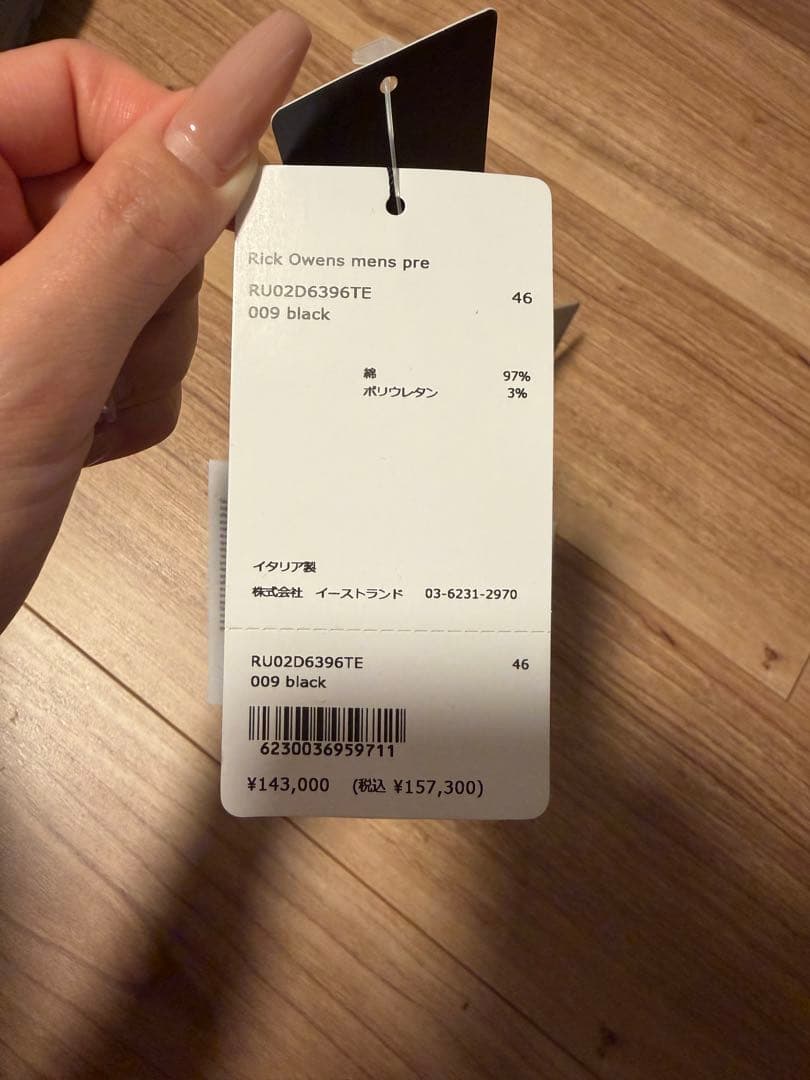 Rick Owens mens pre
RU02D6396TE 46
009 black
綿 97%
ポリウレタン 3%
イタリア製
株式会社 イーストランド 03-6231-2970
RU02D6396TE 46
009 black
6230036959711
¥143,000 (税込 ¥157,300)